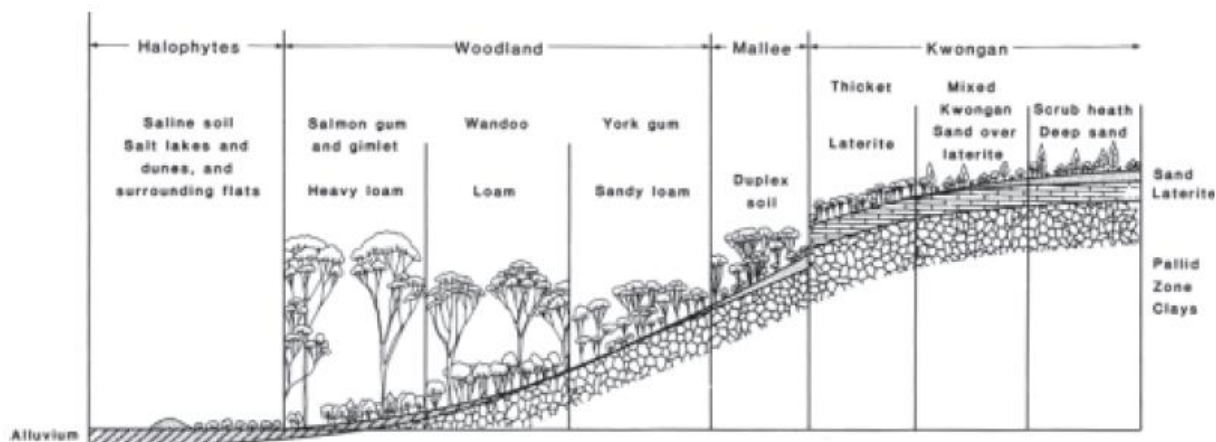 Halophytes
Woodland
Mallee
Kwongan
Saline soil
Salt lakes and
dunes, and
surrounding flats
Salmon gum
and gimlet
Heavy loam
Wandoo
Loam
York gum
Sandy loam
Duplex
soil
Thicket
Laterite
Mixed
Kwongan
Sand over
laterite
Scrub heath
Deep sand
Sand
Laterite
Pallid
Zone
Clays
Alluvium